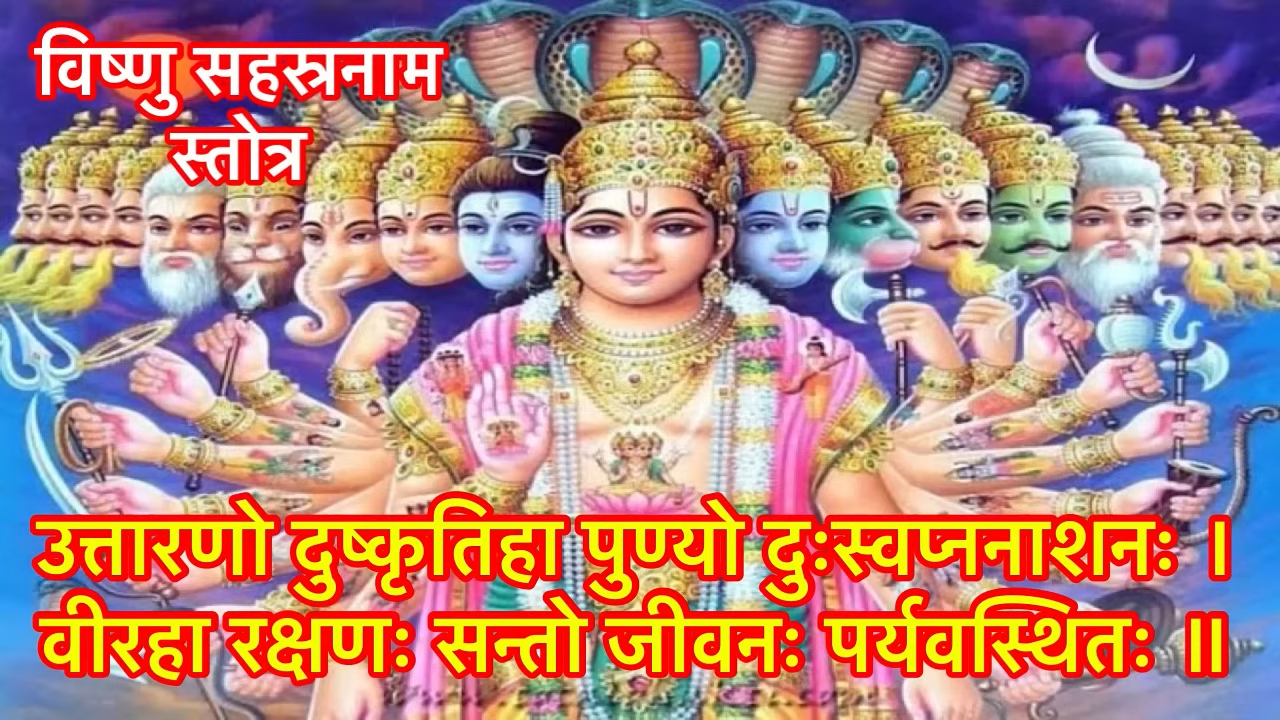 विष्णु सहस्रनाम
स्तोत्र
उत्तारणो दुष्कृतिहा पुण्यो दुःस्वप्ननाशनः ।
वीरहा रक्षणः सन्तो जीवनः पर्यवस्थितः ॥